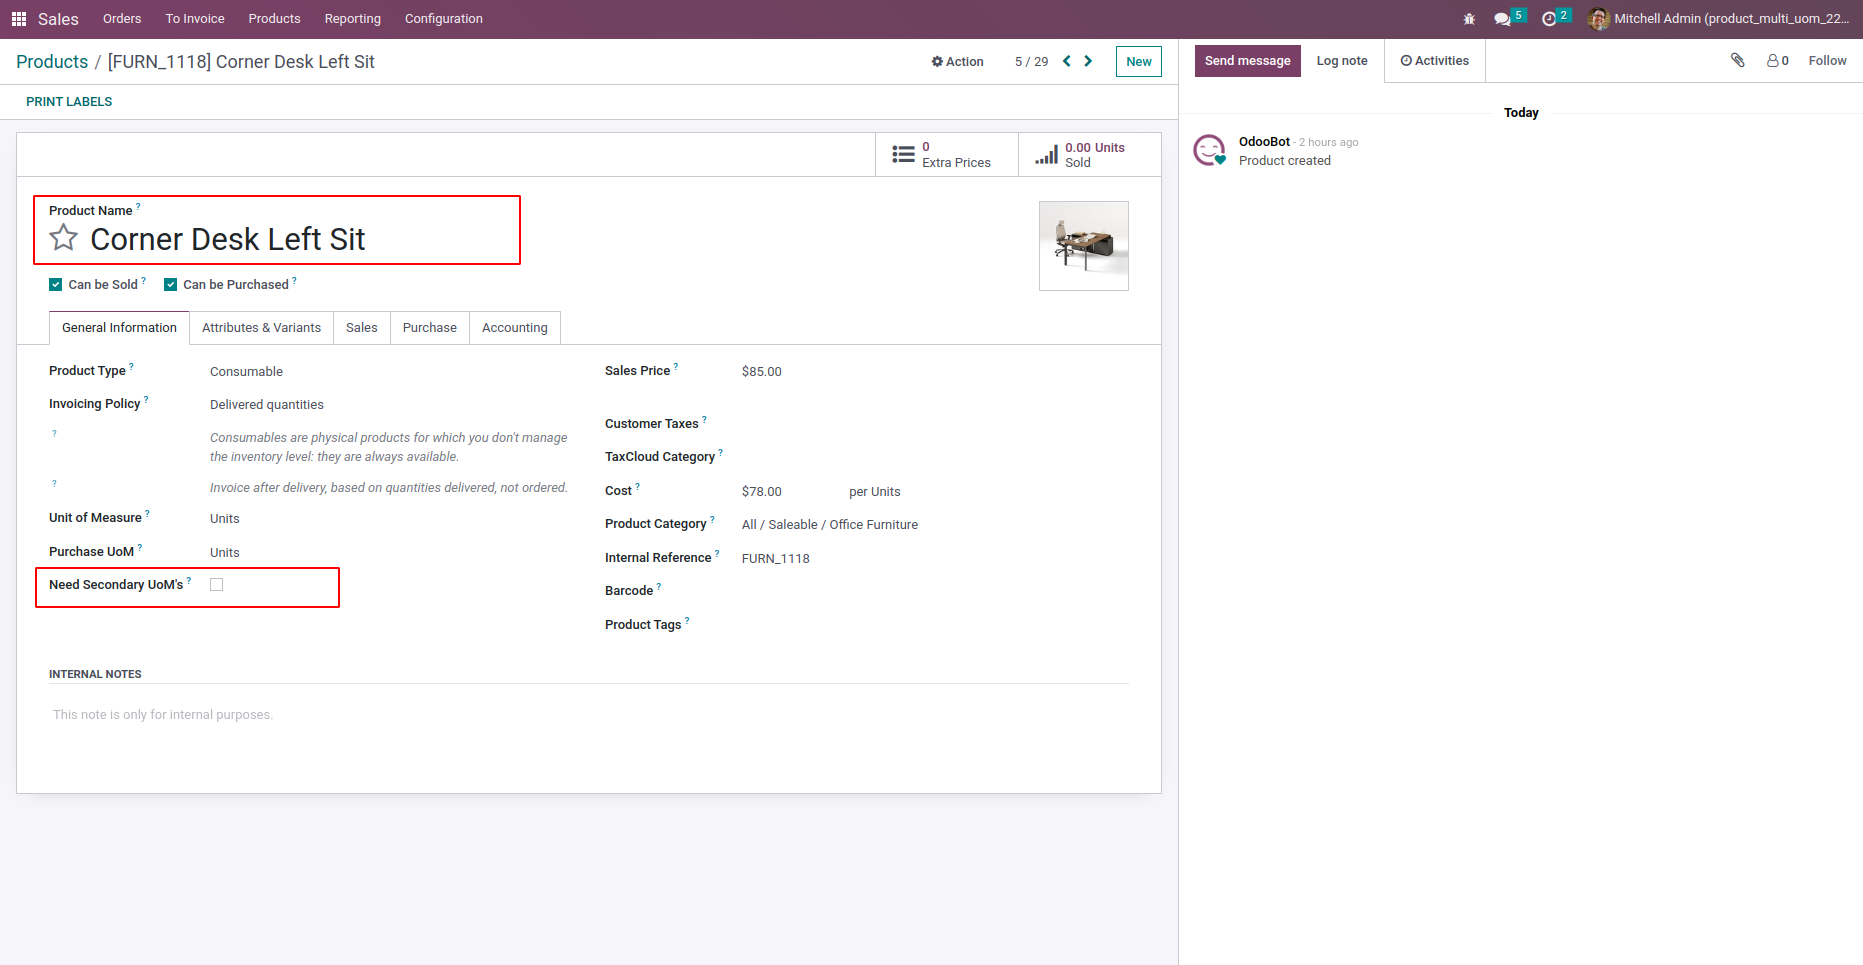 Sales Orders To Invoice Products Reporting Configuration 5 2 Mitchell Admin (product_multi_uom_22...
Products / [FURN_1118] Corner Desk Left Sit Action 5 / 29 New
Send message Log note Activities 0 Follow
PRINT LABELS
Today
OdooBot - 2 hours ago
Product created
0
Extra Prices
0.00 Units
Sold
Product Name ?
Corner Desk Left Sit
Can be Sold ? Can be Purchased ?
General Information Attributes & Variants Sales Purchase Accounting
Product Type ? Consumable
Invoicing Policy ? Delivered quantities
? Consumables are physical products for which you don't manage
the inventory level: they are always available.
? Invoice after delivery, based on quantities delivered, not ordered.
Unit of Measure ? Units
Purchase UoM ? Units
Need Secondary UoM's ?
Sales Price ? $85.00
Customer Taxes ?
TaxCloud Category ?
Cost ? $78.00 per Units
Product Category ? All / Saleable / Office Furniture
Internal Reference ? FURN_1118
Barcode ?
Product Tags ?
INTERNAL NOTES
This note is only for internal purposes.